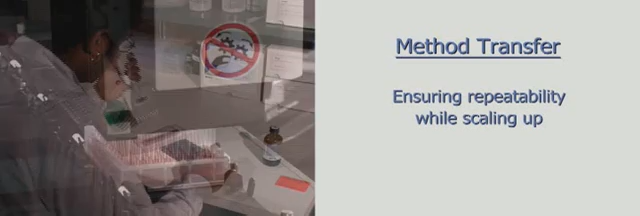 Method Transfer
Ensuring repeatability
while scaling up